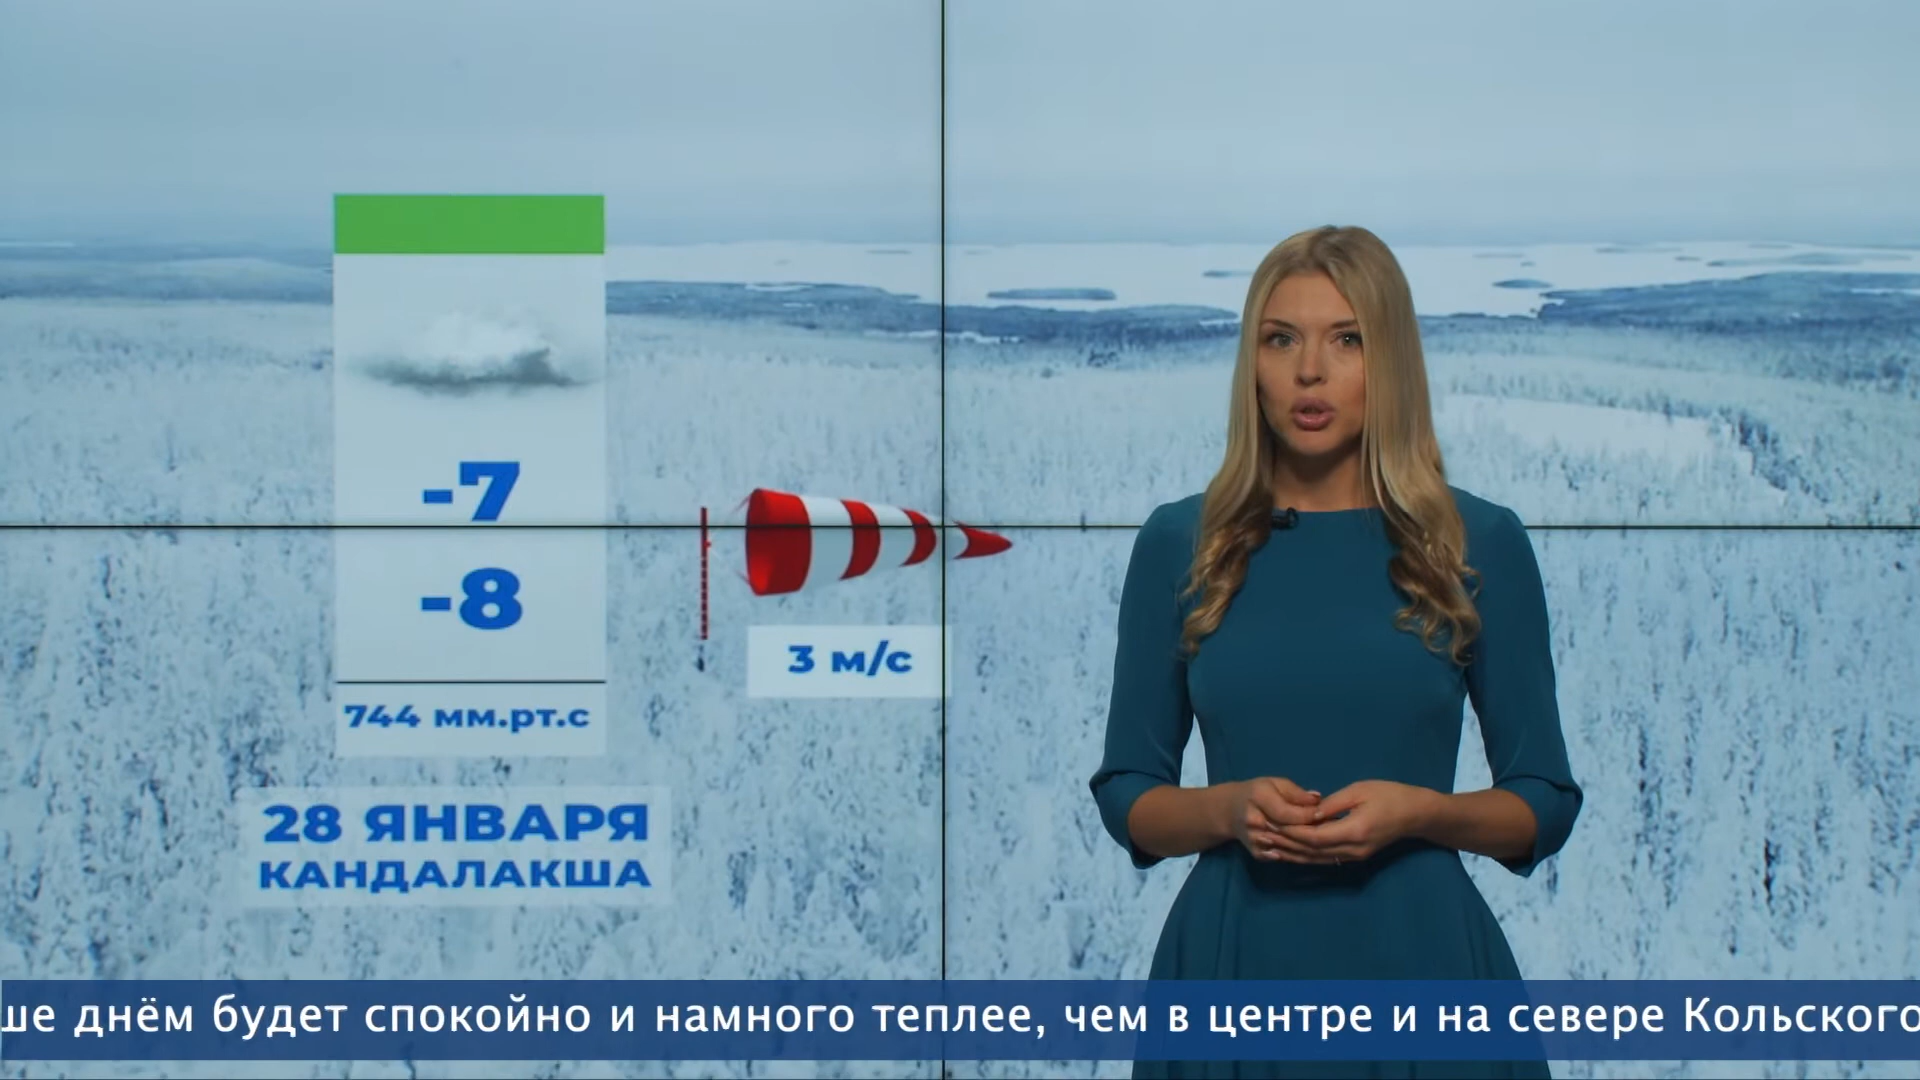 -7
-8
744 мм.рт.с
3 м/с
28 ЯНВАРЯ
КАНДАЛАКША
ше днём будет спокойно и намного теплее, чем в центре и на севере Кольского